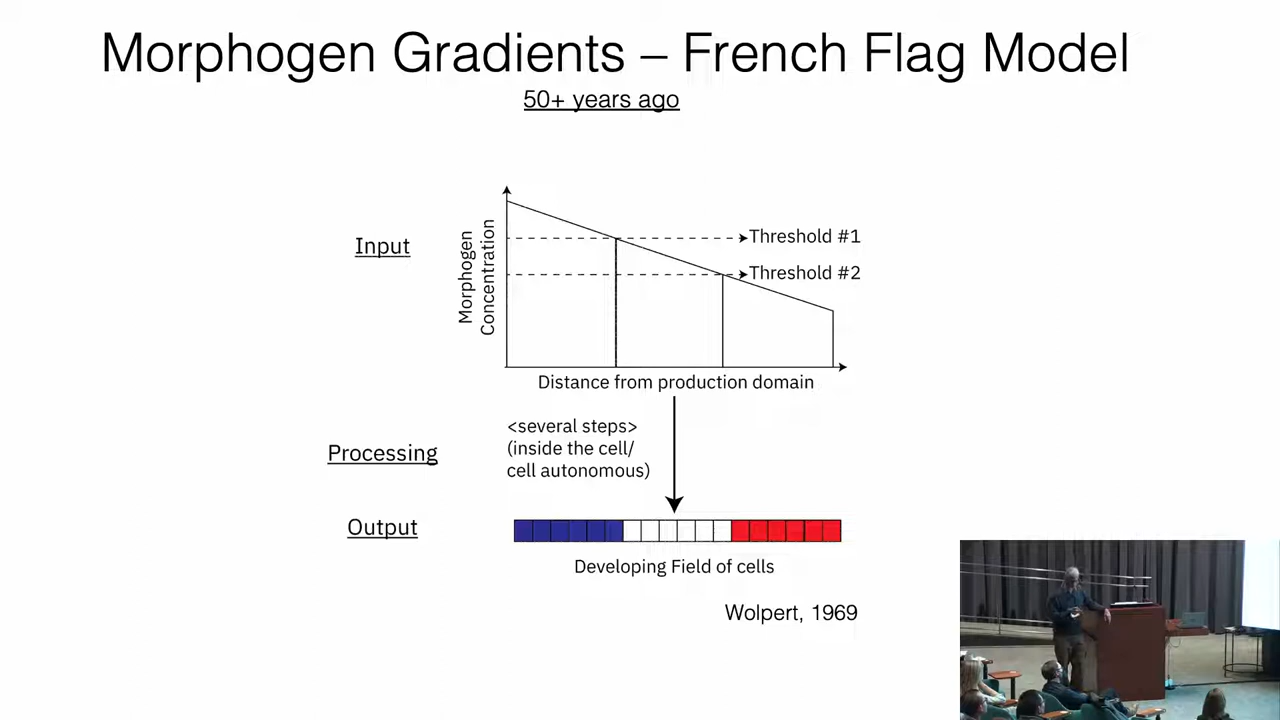 Morphogen Gradients – French Flag Model
50+ years ago
Input
Morphogen
Concentration
Threshold #1
Threshold #2
Distance from production domain
Processing
<several steps>
(inside the cell/
cell autonomous)
Output
Developing Field of cells
Wolpert, 1969